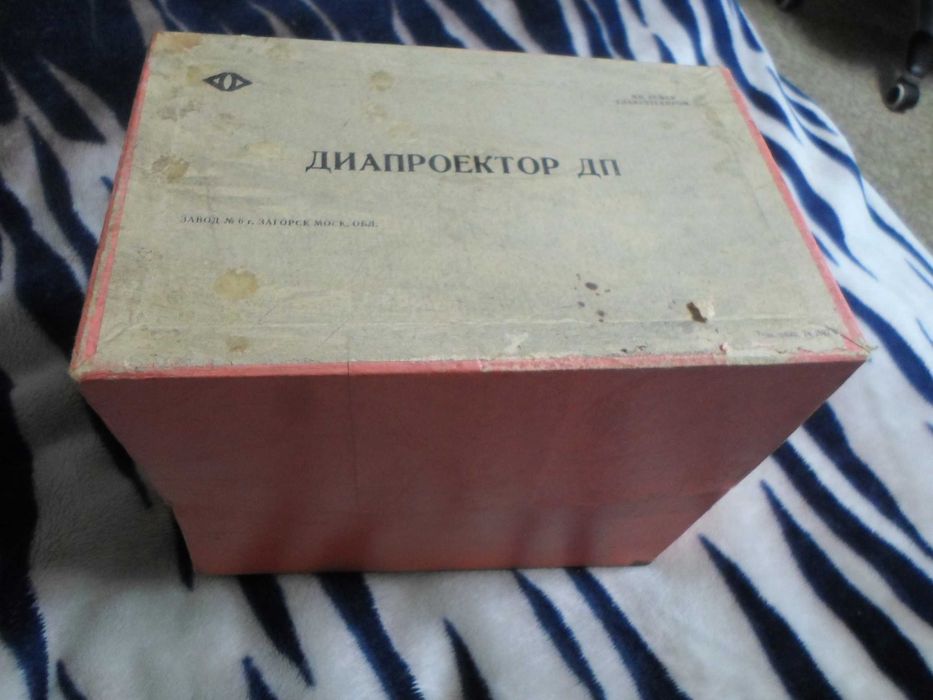 ДИАПРОЕКТОР ДП
ЗАВОД № 6 г. ЗАГОРСК МОСК. ОБЛ.